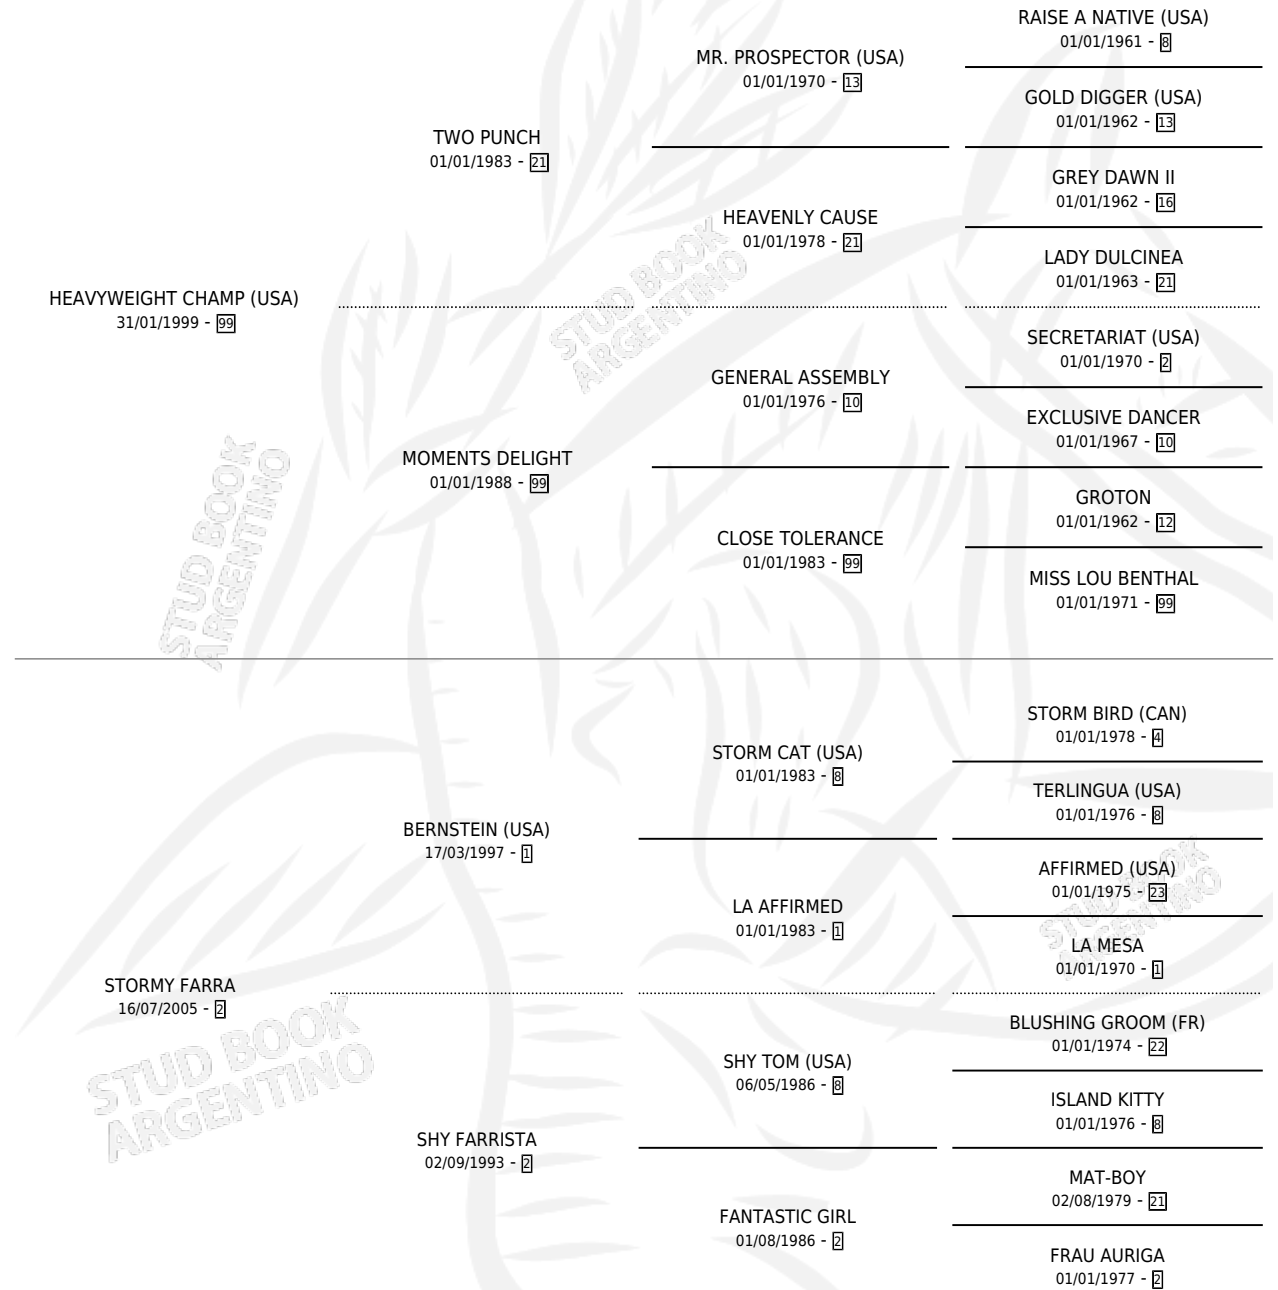 RAISE A NATIVE (USA)
01/01/1961 - 8
MR. PROSPECTOR (USA)
01/01/1970 - 13
GOLD DIGGER (USA)
01/01/1962 - 13
TWO PUNCH
01/01/1983 - 21
GREY DAWN II
01/01/1962 - 16
HEAVENLY CAUSE
01/01/1978 - 21
LADY DULCINEA
01/01/1963 - 21
HEAVYWEIGHT CHAMP (USA)
31/01/1999 - 99
SECRETARIAT (USA)
01/01/1970 - 2
GENERAL ASSEMBLY
01/01/1976 - 10
EXCLUSIVE DANCER
01/01/1967 - 10
MOMENTS DELIGHT
01/01/1988 - 99
GROTON
01/01/1962 - 12
CLOSE TOLERANCE
01/01/1983 - 99
MISS LOU BENTHAL
01/01/1971 - 99
STUD BOOK
ARGENTINO
STUD BOOK
ARGENTINO
STORM BIRD (CAN)
01/01/1978 - 4
STORM CAT (USA)
01/01/1983 - 8
TERLINGUA (USA)
01/01/1976 - 8
BERNSTEIN (USA)
17/03/1997 - 1
AFFIRMED (USA)
01/01/1975 - 23
LA AFFIRMED
01/01/1983 - 1
LA MESA
01/01/1970 - 1
STORMY FARRA
16/07/2005 - 2
BLUSHING GROOM (FR)
01/01/1974 - 22
SHY TOM (USA)
06/05/1986 - 8
ISLAND KITTY
01/01/1976 - 8
SHY FARRISTA
02/09/1993 - 2
MAT-BOY
02/08/1979 - 21
FANTASTIC GIRL
01/08/1986 - 2
FRAU AURIGA
01/01/1977 - 2
STUD BOOK
ARGENTINO
STUD BOOK
ARGENTINO